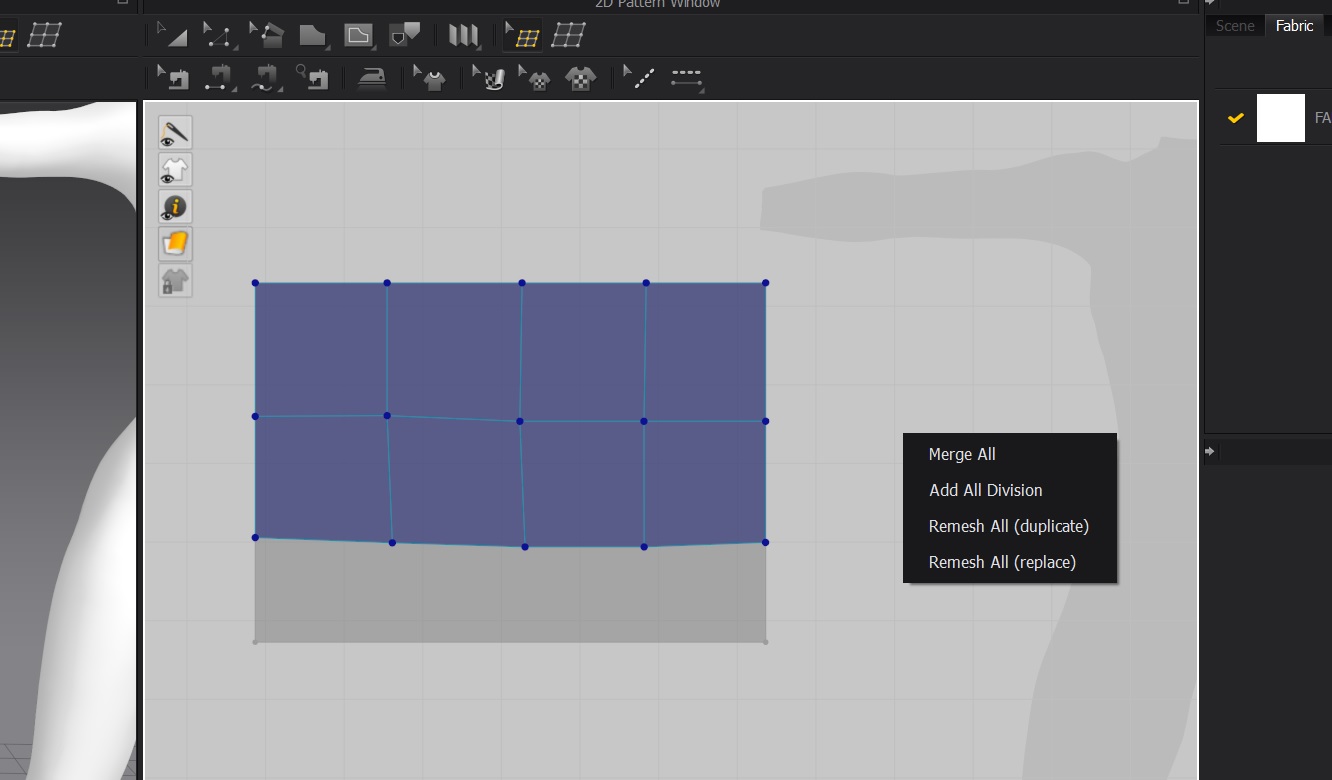 2D Pattern Window
Scene
Fabric
FA
Merge All
Add All Division
Remesh All (duplicate)
Remesh All (replace)